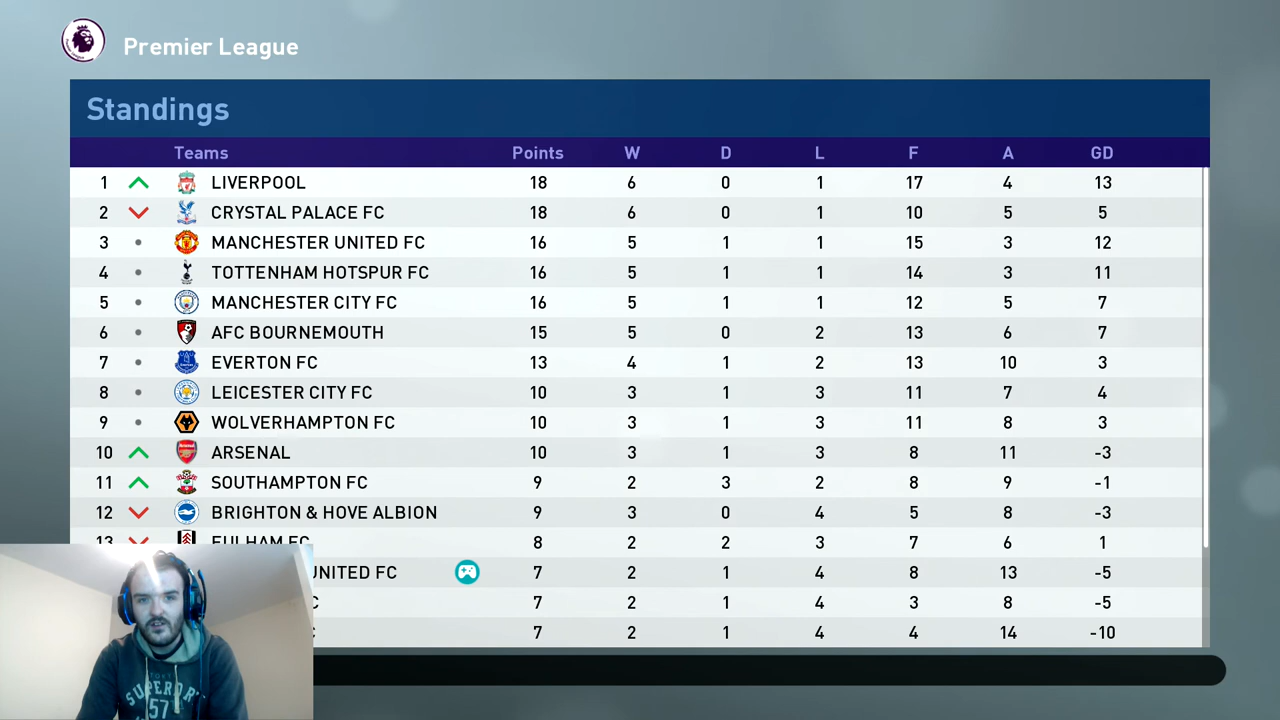 Premier League
Standings
Teams Points W D L F A GD
1 LIVERPOOL 18 6 0 1 17 4 13
2 CRYSTAL PALACE FC 18 6 0 1 10 5 5
3 MANCHESTER UNITED FC 16 5 1 1 15 3 12
4 TOTTENHAM HOTSPUR FC 16 5 1 1 14 3 11
5 MANCHESTER CITY FC 16 5 1 1 12 5 7
6 AFC BOURNEMOUTH 15 5 0 2 13 6 7
7 EVERTON FC 13 4 1 2 13 10 3
8 LEICESTER CITY FC 10 3 1 3 11 7 4
9 WOLVERHAMPTON FC 10 3 1 3 11 8 3
10 ARSENAL 10 3 1 3 8 11 -3
11 SOUTHAMPTON FC 9 2 3 2 8 9 -1
12 BRIGHTON & HOVE ALBION 9 3 0 4 5 8 -3
13 FULHAM FC 8 2 2 3 7 6 1
UNITED FC 7 2 1 4 8 13 -5
C 7 2 1 4 3 8 -5
C 7 2 1 4 4 14 -10
SUPERDRY
57